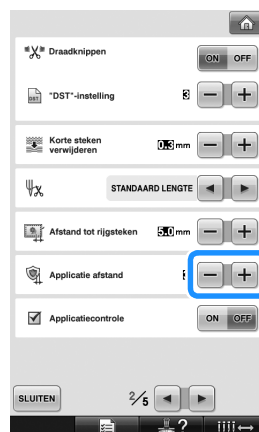 Draadknippen
ON OFF
DST
"DST"-instelling
3
Korte steken
verwijderen
0.3 mm
STANDAARD LENGTE
Afstand tot rijgsteken
5.0 mm
Applicatie afstand
Applicatiecontrole
ON OFF
SLUITEN
2/5
?